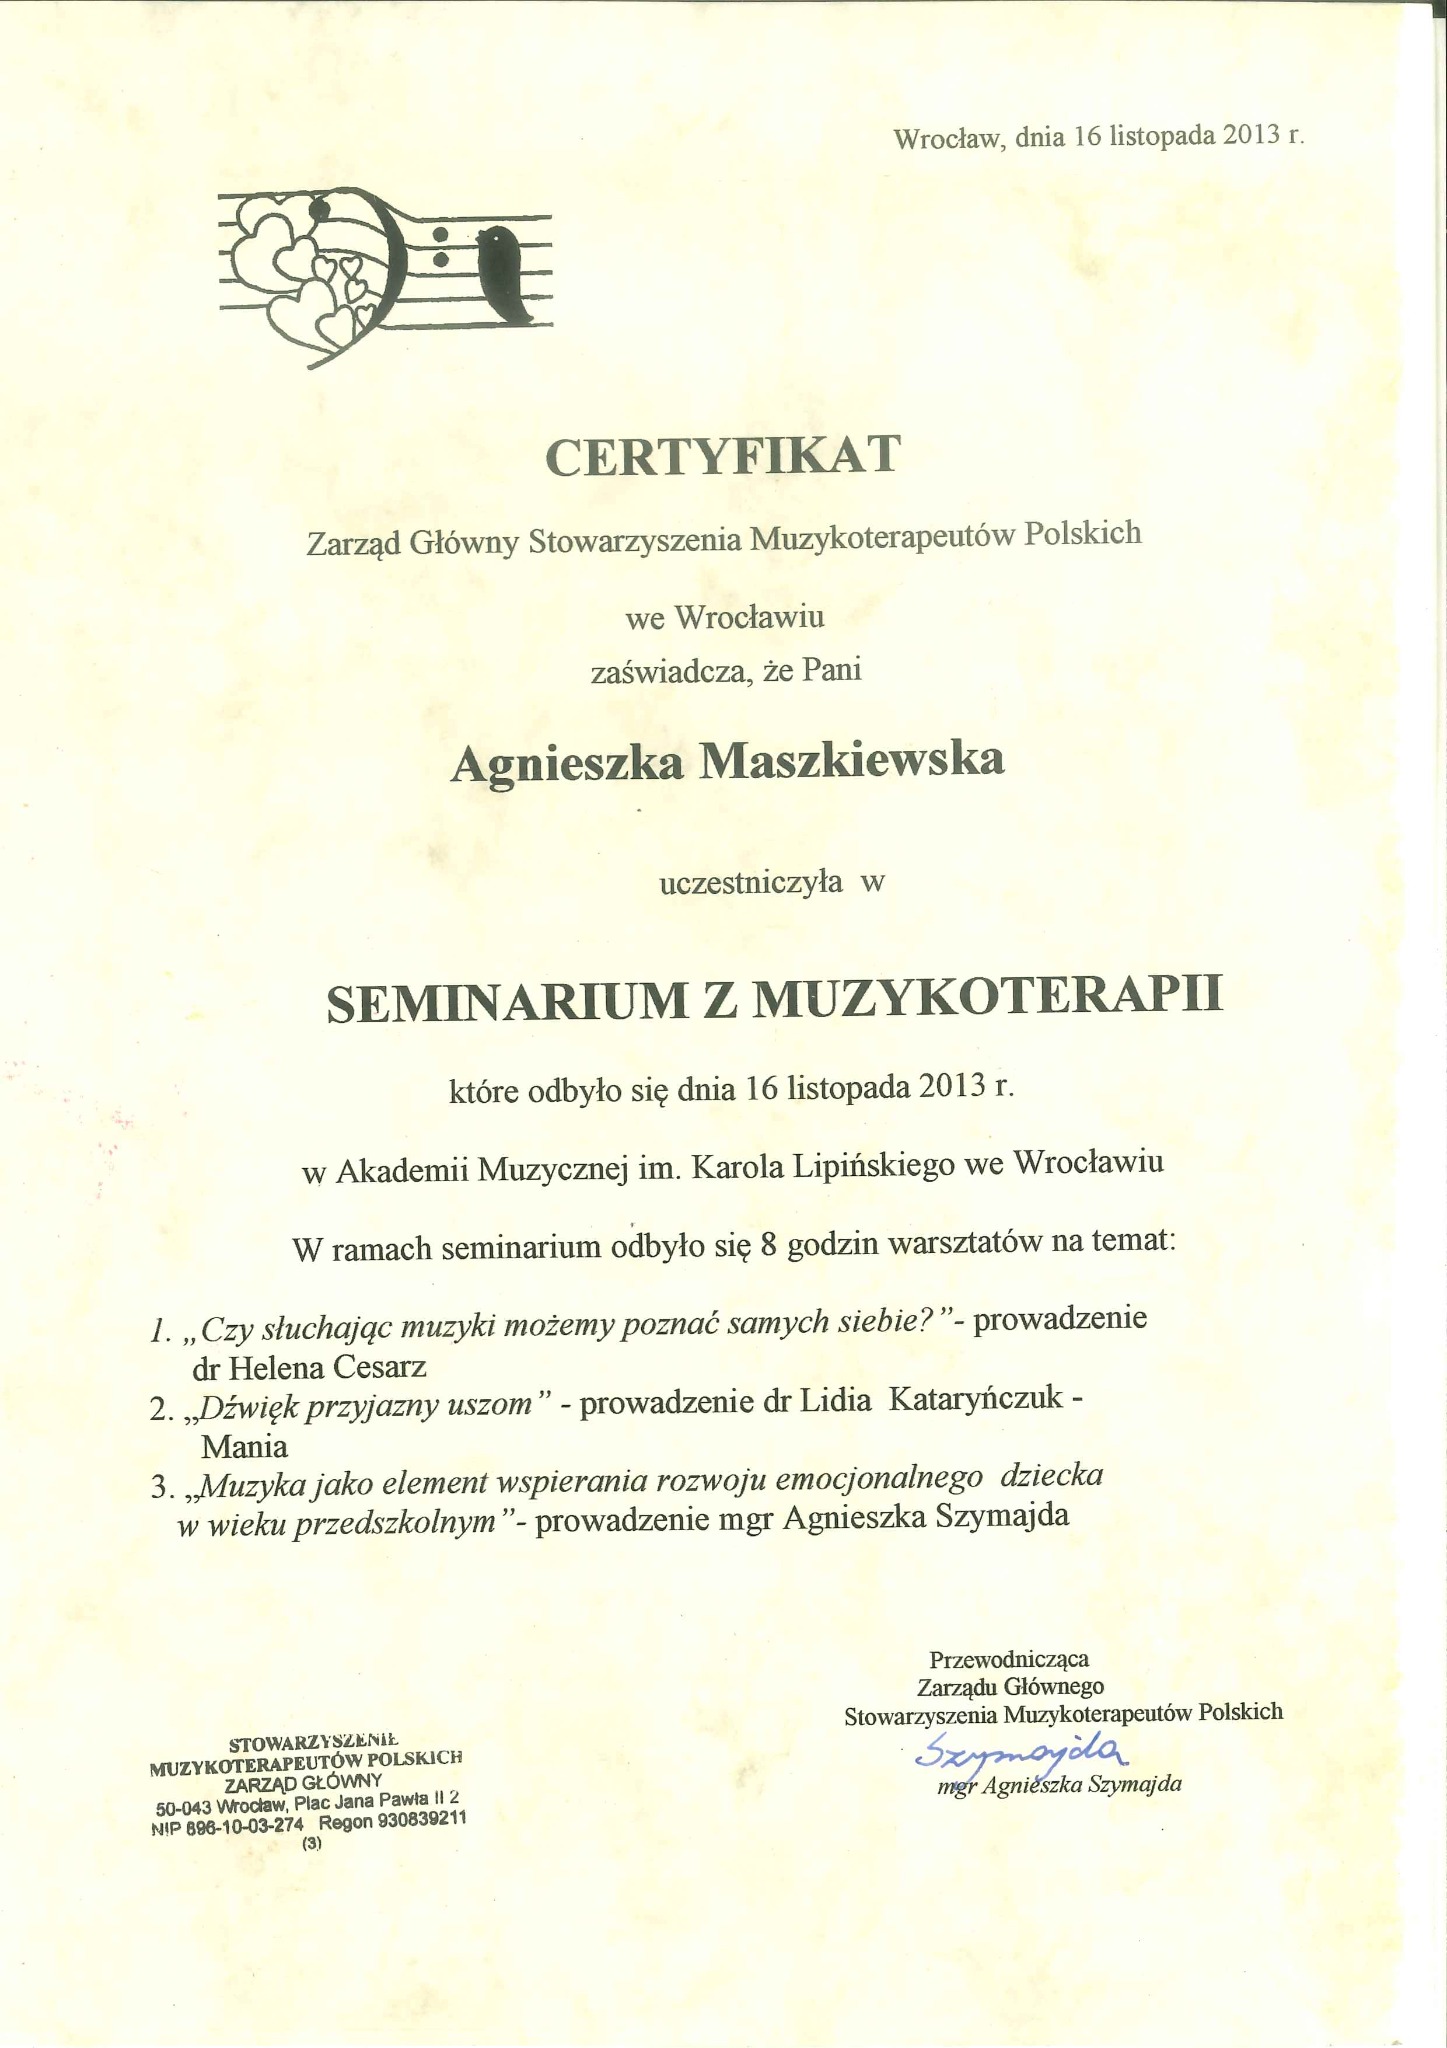 Wrocław, dnia 16 listopada 2013 r.
CERTYFIKAT
Zarząd Główny Stowarzyszenia Muzykoterapeutów Polskich
we Wrocławiu
zaświadcza, że Pani
Agnieszka Maszkiewska
uczestniczyła w
SEMINARIUM Z MUZYKOTERAPII
które odbyło się dnia 16 listopada 2013 r.
w Akademii Muzycznej im. Karola Lipińskiego we Wrocławiu
W ramach seminarium odbyło się 8 godzin warsztatów na temat:
1. „Czy słuchając muzyki możemy poznać samych siebie?”- prowadzenie
dr Helena Cesarz
2. „Dźwięk przyjazny uszom” - prowadzenie dr Lidia Kataryńczuk -
Mania
3. „Muzyka jako element wspierania rozwoju emocjonalnego dziecka
w wieku przedszkolnym”- prowadzenie mgr Agnieszka Szymajda
Przewodnicząca
Zarządu Głównego
Stowarzyszenia Muzykoterapeutów Polskich
Szymajda
mgr Agnieszka Szymajda
STOWARZYSZENIE
MUZYKOTERAPEUTÓW POLSKICH
ZARZĄD GŁÓWNY
50-043 Wrocław, Plac Jana Pawła II 2
NIP 896-10-03-274 Regon 930839211
(3)